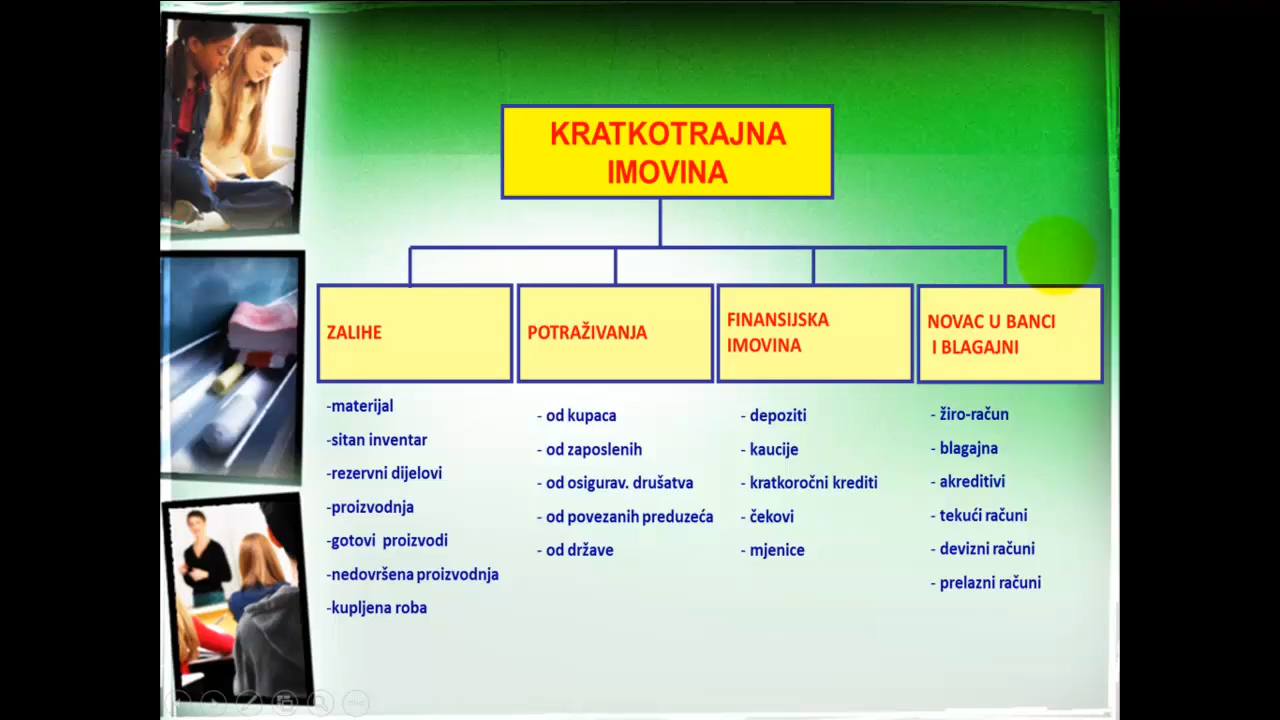 KRATKOTRAJNA
IMOVINA
ZALIHE
-materijal
-sitan inventar
-rezervni dijelovi
-proizvodnja
-gotovi proizvodi
-nedovršena proizvodnja
-kupljena roba
POTRAŽIVANJA
- od kupaca
- od zaposlenih
- od osigurav. drušatva
- od povezanih preduzeća
- od države
FINANSIJSKA
IMOVINA
- depoziti
- kaucije
- kratkoročni krediti
- čekovi
- mjenice
NOVAC U BANCI
I BLAGAJNI
- žiro-račun
- blagajna
- akreditivi
- tekući računi
- devizni računi
- prelazni računi